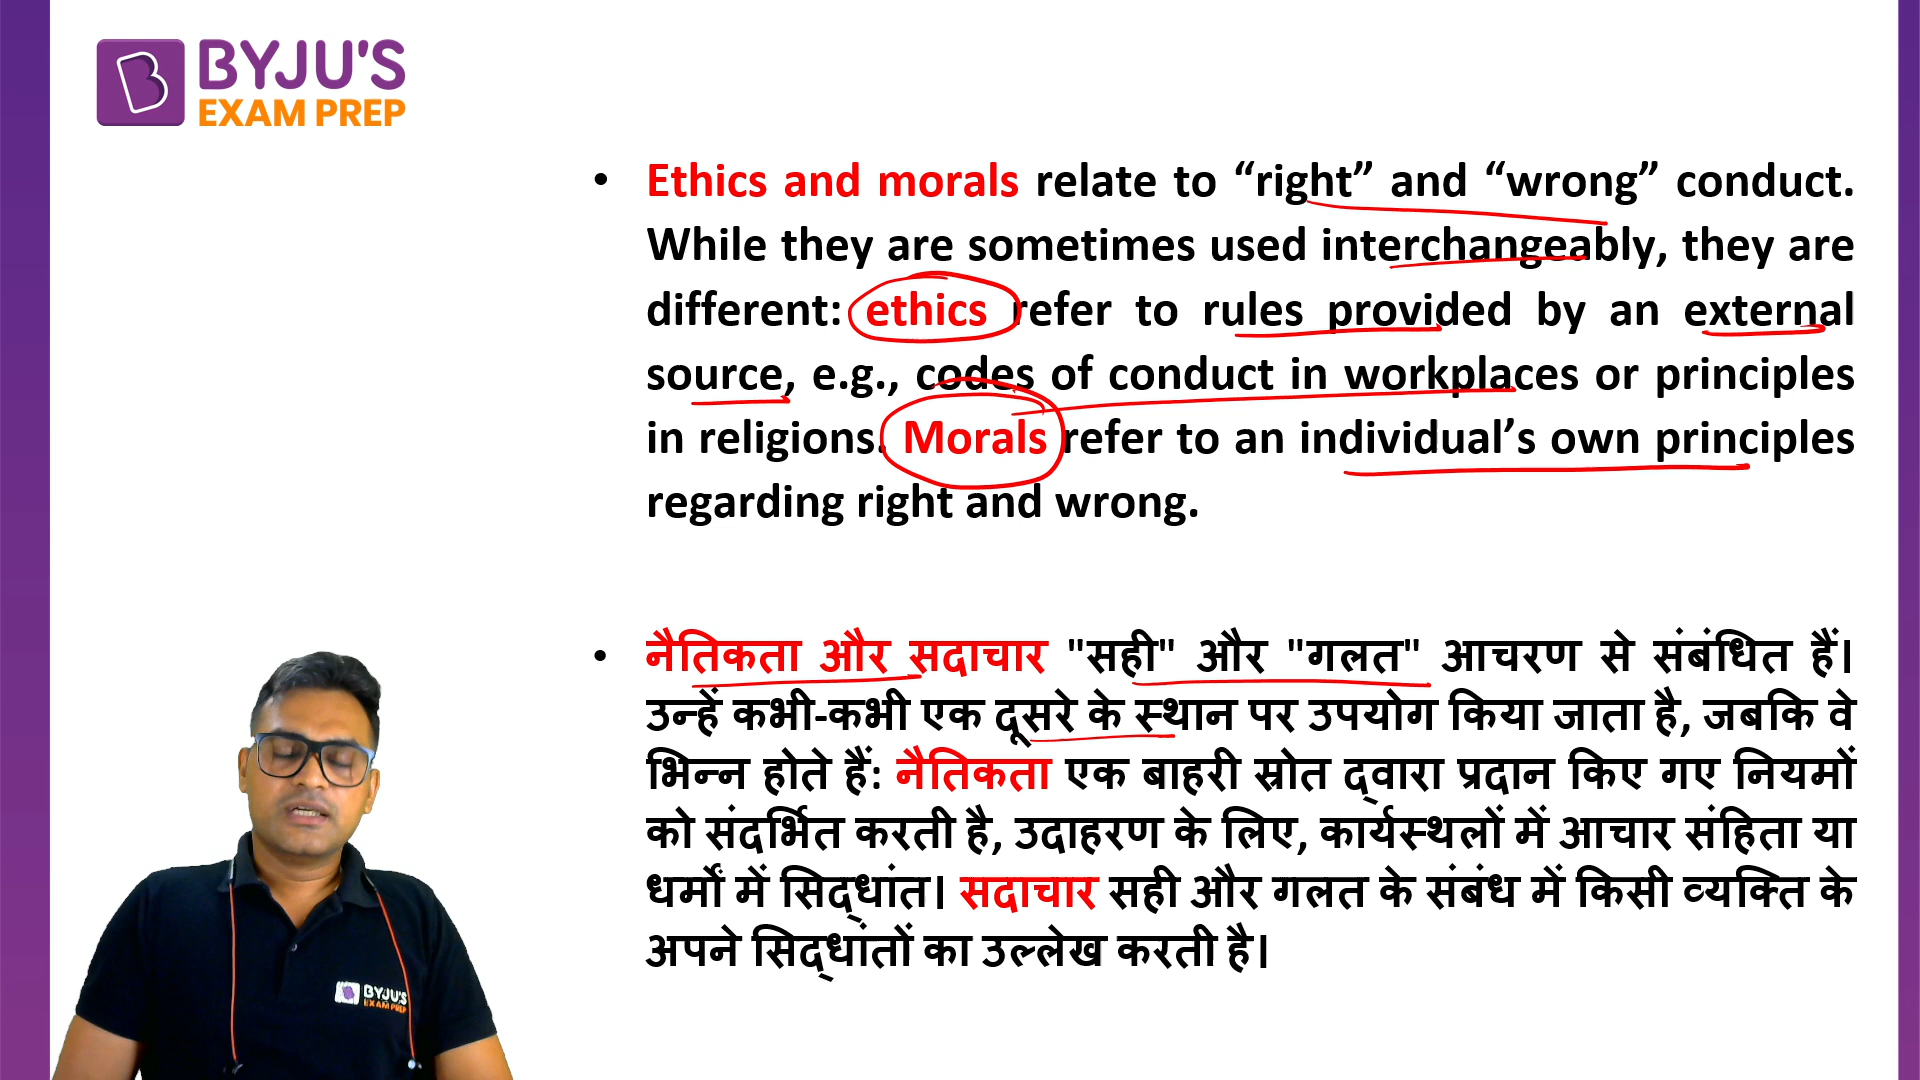 BYJU'S
EXAM PREP
• Ethics and morals relate to “right” and “wrong” conduct.
While they are sometimes used interchangeably, they are
different: ethics refer to rules provided by an external
source, e.g., codes of conduct in workplaces or principles
in religions. Morals refer to an individual’s own principles
regarding right and wrong.
• नैतिकता और सदाचार "सही" और "गलत" आचरण से संबंधित हैं।
उन्हें कभी-कभी एक दूसरे के स्थान पर उपयोग किया जाता है, जबकि वे
भिन्न होते हैं: नैतिकता एक बाहरी स्रोत द्वारा प्रदान किए गए नियमों
को संदर्भित करती है, उदाहरण के लिए, कार्यस्थलों में आचार संहिता या
धर्मों में सिद्धांत। सदाचार सही और गलत के संबंध में किसी व्यक्ति के
अपने सिद्धांतों का उल्लेख करती है।
BYJU'S
EXAM PREP